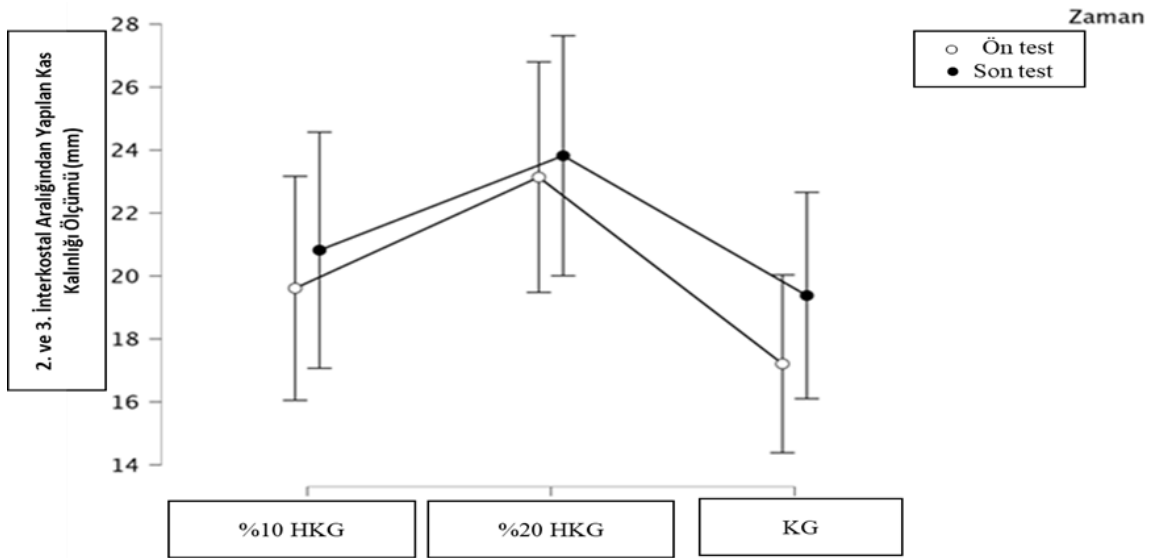 Zaman
Ön test
Son test
2. ve 3. İnterkostal Aralığından Yapılan Kas
Kalınlığı Ölçümü (mm)
28
26
24
22
20
18
16
14
%10 HKG
%20 HKG
KG